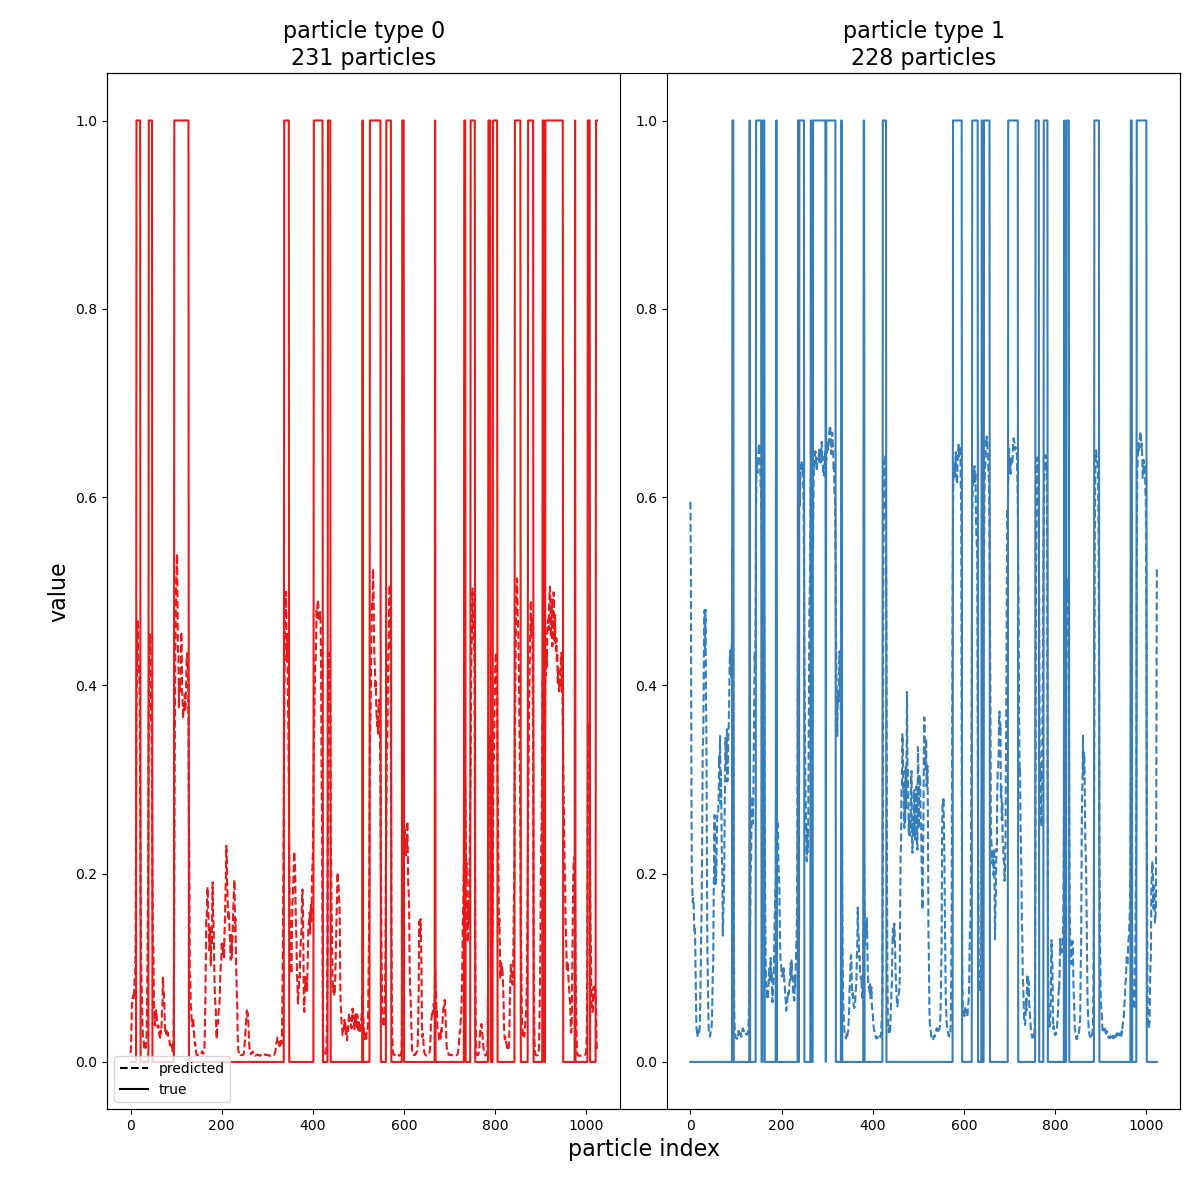 particle type 0
231 particles
particle type 1
228 particles
1.0
0.8
0.6
0.4
0.2
0.0
1.0
0.8
0.6
0.4
0.2
0.0
value
predicted
true
0 200 400 600 800 1000
0 200 400 600 800 1000
particle index